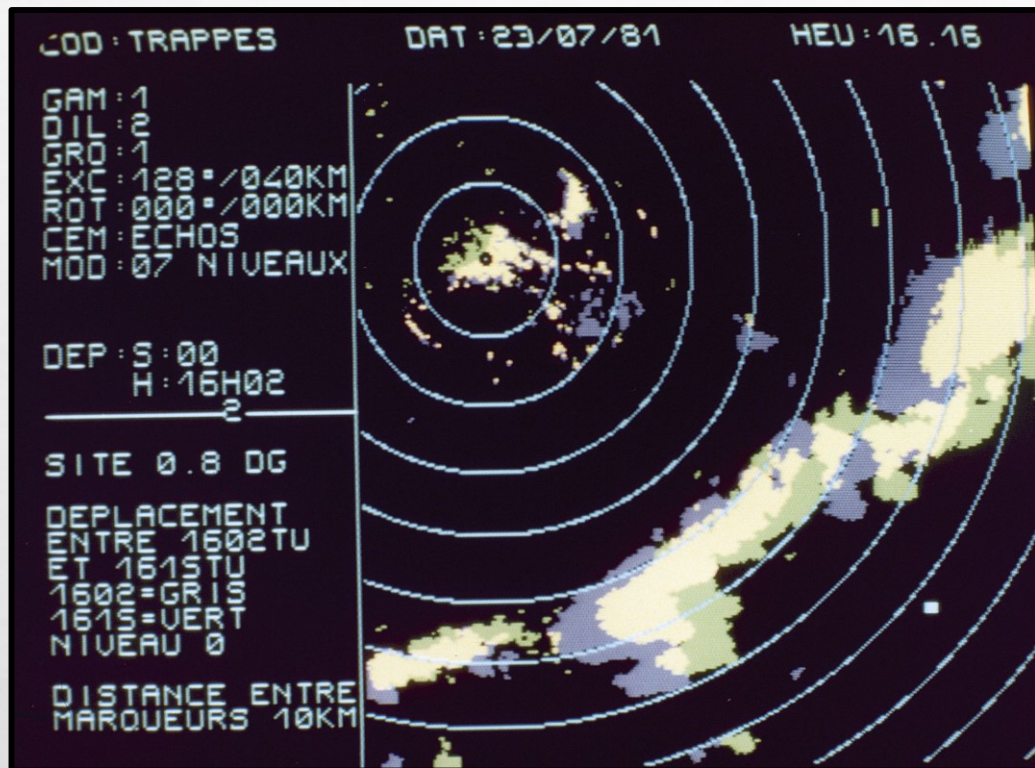 COD:TRAPPES DAT:23/07/81 HEU:16.16
GAM:1
DIL:2
GRO:1
EXC:128°/040KM
ROT:000°/000KM
CEM:ECHOS
MOD:07 NIVEAUX
DEP:S:00
H:16H02
2
SITE 0.8 DG
DEPLACEMENT
ENTRE 1602TU
ET 1615TU
1602=GRIS
1615=VERT
NIVEAU 0
DISTANCE ENTRE
MARQUEURS 10KM